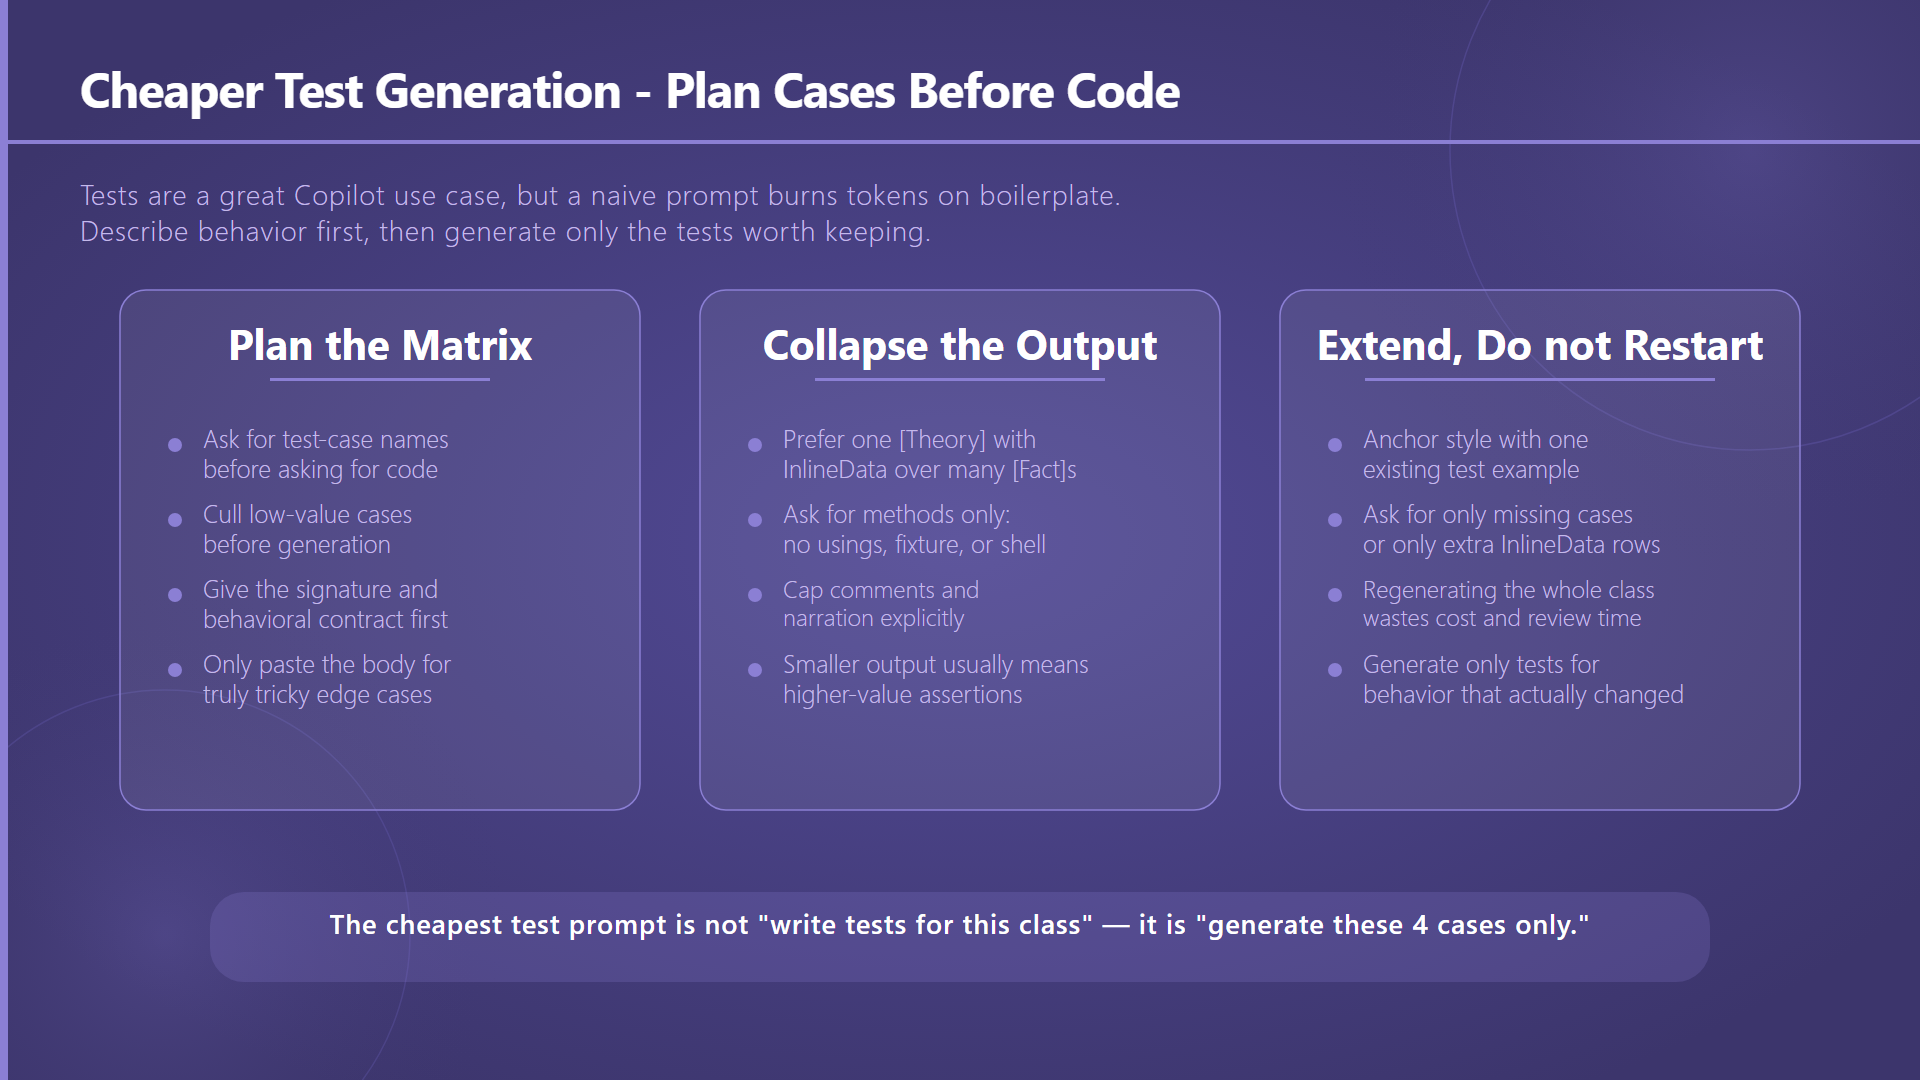 Cheaper Test Generation - Plan Cases Before Code
Tests are a great Copilot use case, but a naive prompt burns tokens on boilerplate.
Describe behavior first, then generate only the tests worth keeping.
Plan the Matrix
Ask for test-case names
before asking for code
Cull low-value cases
before generation
Give the signature and
behavioral contract first
Only paste the body for
truly tricky edge cases
Collapse the Output
Prefer one [Theory] with
InlineData over many [Fact]s
Ask for methods only:
no usings, fixture, or shell
Cap comments and
narration explicitly
Smaller output usually means
higher-value assertions
Extend, Do not Restart
Anchor style with one
existing test example
Ask for only missing cases
or only extra InlineData rows
Regenerating the whole class
wastes cost and review time
Generate only tests for
behavior that actually changed
The cheapest test prompt is not "write tests for this class" — it is "generate these 4 cases only."